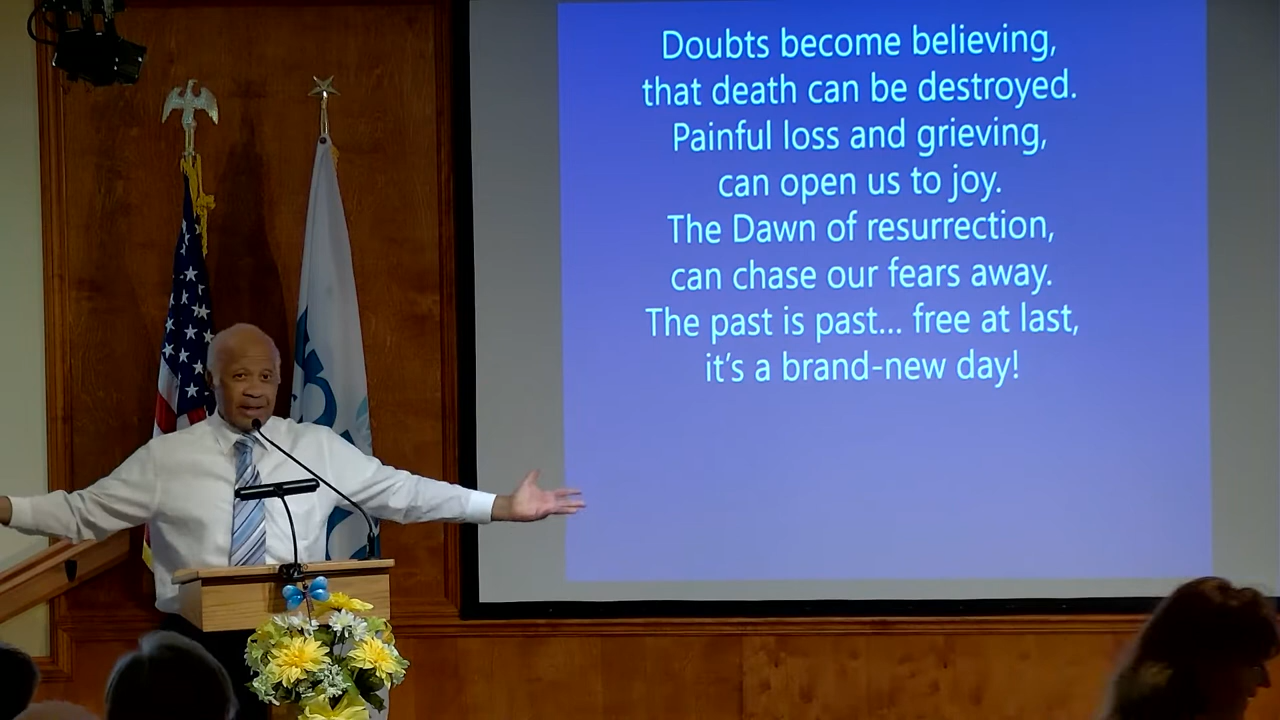 Doubts become believing,
that death can be destroyed.
Painful loss and grieving,
can open us to joy.
The Dawn of resurrection,
can chase our fears away.
The past is past... free at last,
it's a brand-new day!